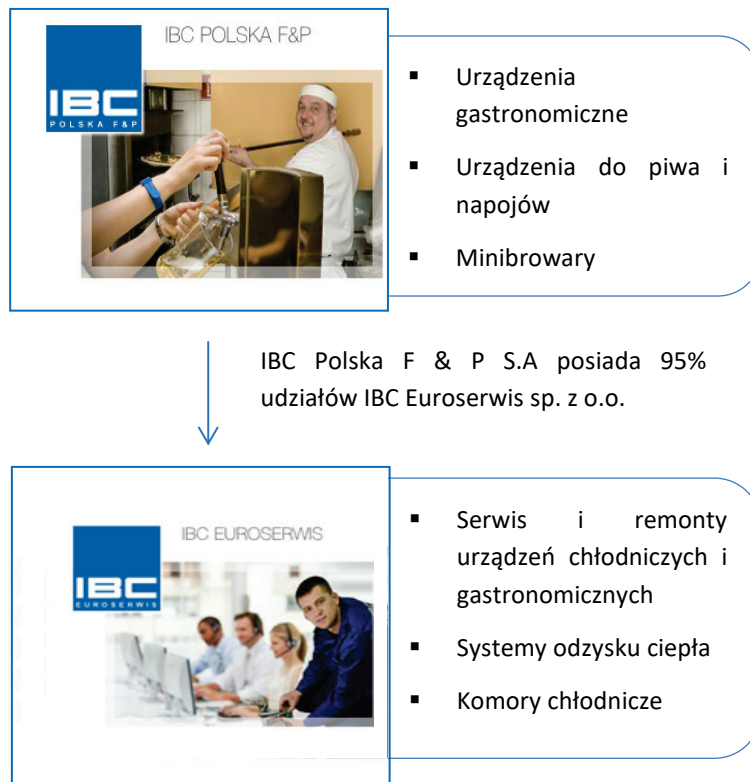 IBC POLSKA F&P
IBC
POLSKA F&P
▪ Urządzenia
gastronomiczne
▪ Urządzenia do piwa i
napojów
▪ Minibrowary
IBC Polska F & P S.A posiada 95%
udziałów IBC Euroserwis sp. z o.o.
IBC EUROSERWIS
IBC
EUROSERWIS
▪ Serwis i remonty
urządzeń chłodniczych i
gastronomicznych
▪ Systemy odzysku ciepła
▪ Komory chłodnicze